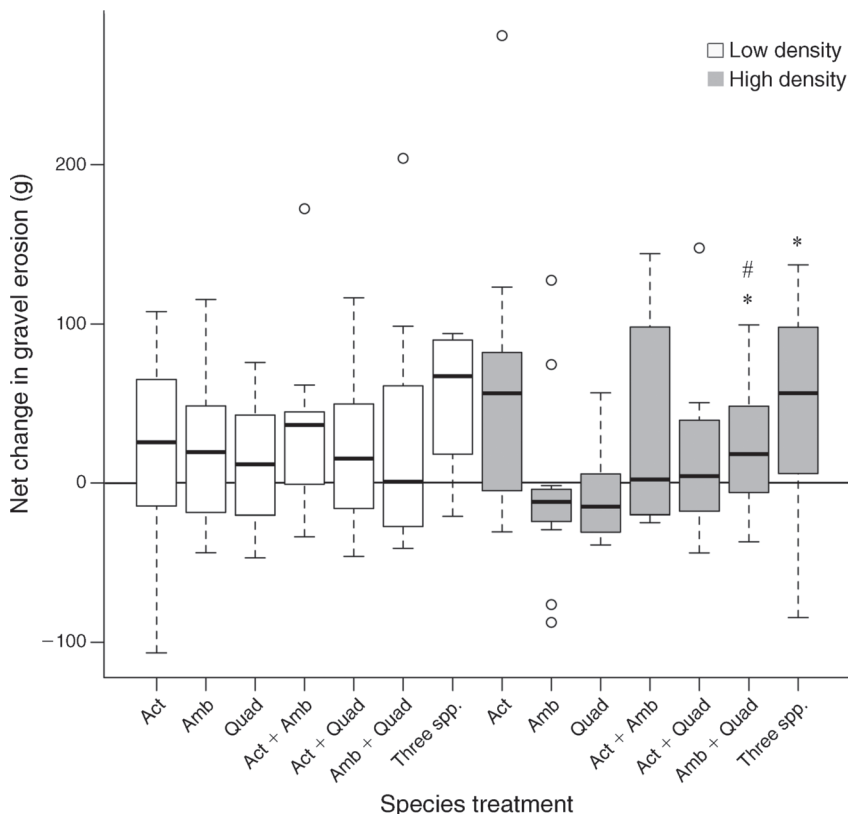 Low density
High density
Net change in gravel erosion (g)
200
100
0
−100
#
*
*
Act
Amb
Quad
Act + Amb
Act + Quad
Amb + Quad
Three spp.
Act
Amb
Quad
Act + Amb
Act + Quad
Amb + Quad
Three spp.
Species treatment